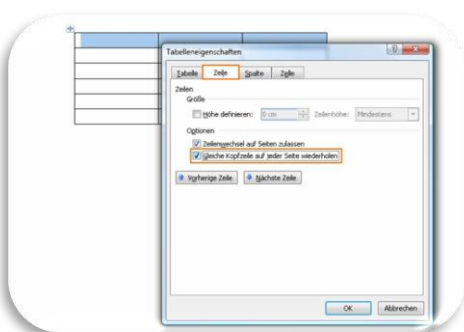 Tabelleneigenschaften
Tabelle Zeile Spalte Zelle
Zeilen
Größe
Höhe definieren: 0 cm Zeilenhöhe: Mindestens
Optionen
Zeilenwechsel auf Seiten zulassen
Gleiche Kopfzeile auf jeder Seite wiederholen
Vorherige Zeile Nächste Zeile
OK Abbrechen